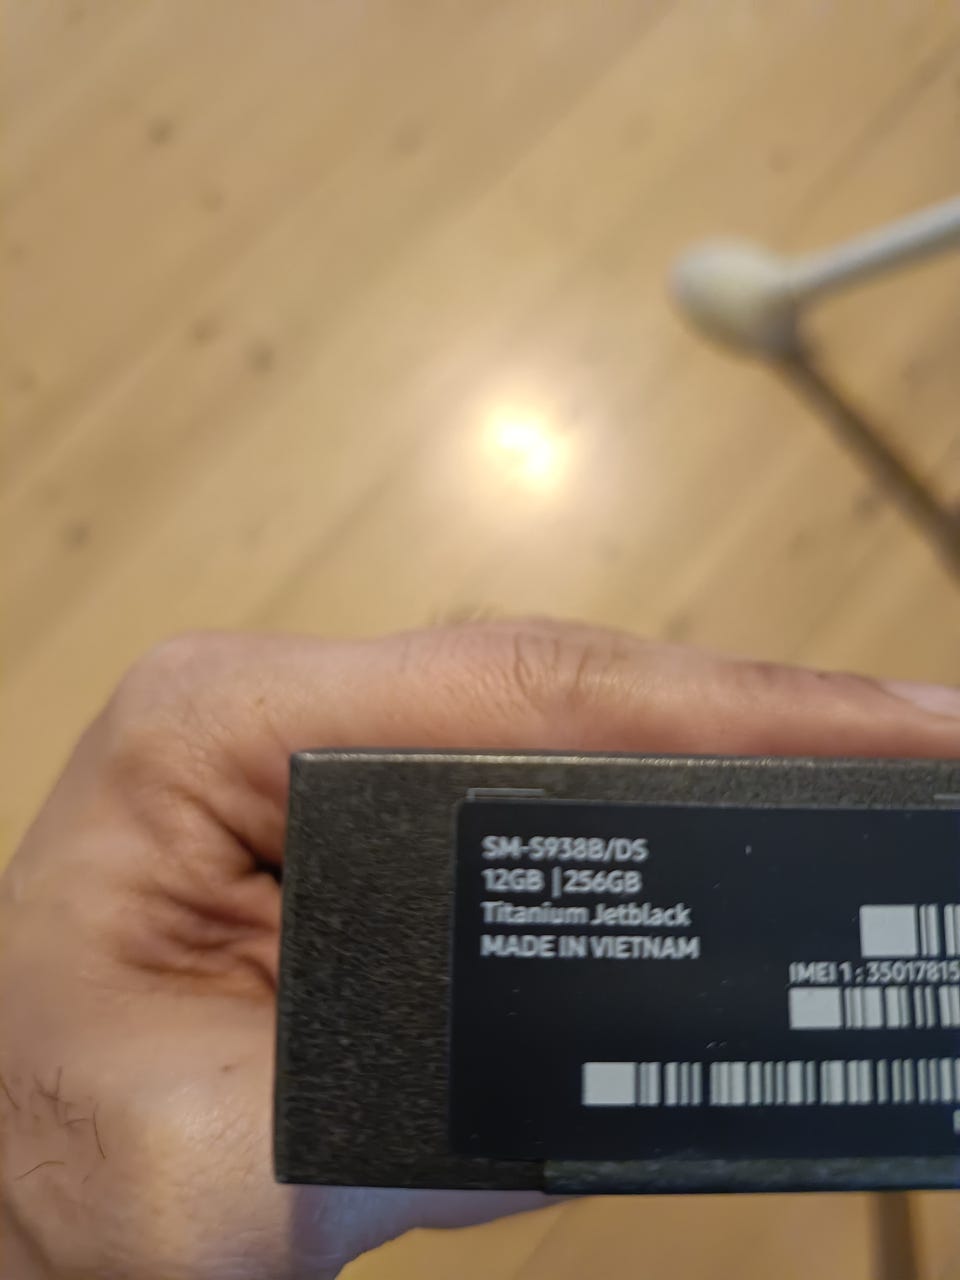 SM-S938B/DS
12GB | 256GB
Titanium Jetblack
MADE IN VIETNAM
IMEI 1 : 35017815